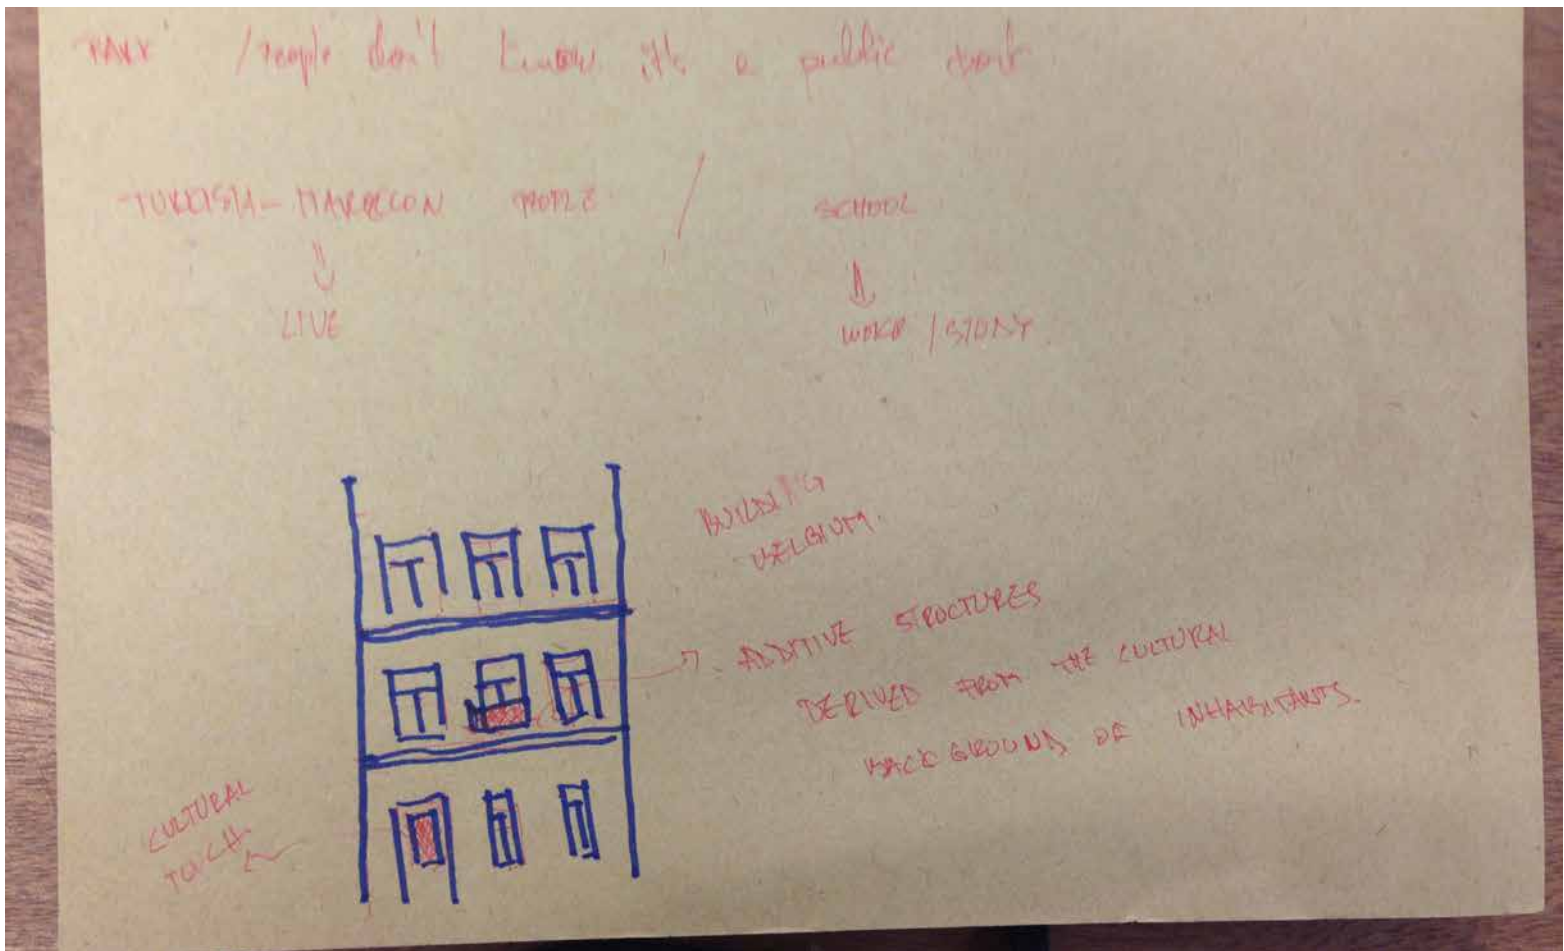 PARK / People don't know it's a public
TURKISH - MAROCCON PEOPLE / SCHOOL
LIVE
WORK / STUDY
BUILDING
BELGIUM.
ADDITIVE STRUCTURES
DERIVED FROM THE CULTURAL
BACKGROUND OF INHABITANTS.
CULTURAL
TOUCH